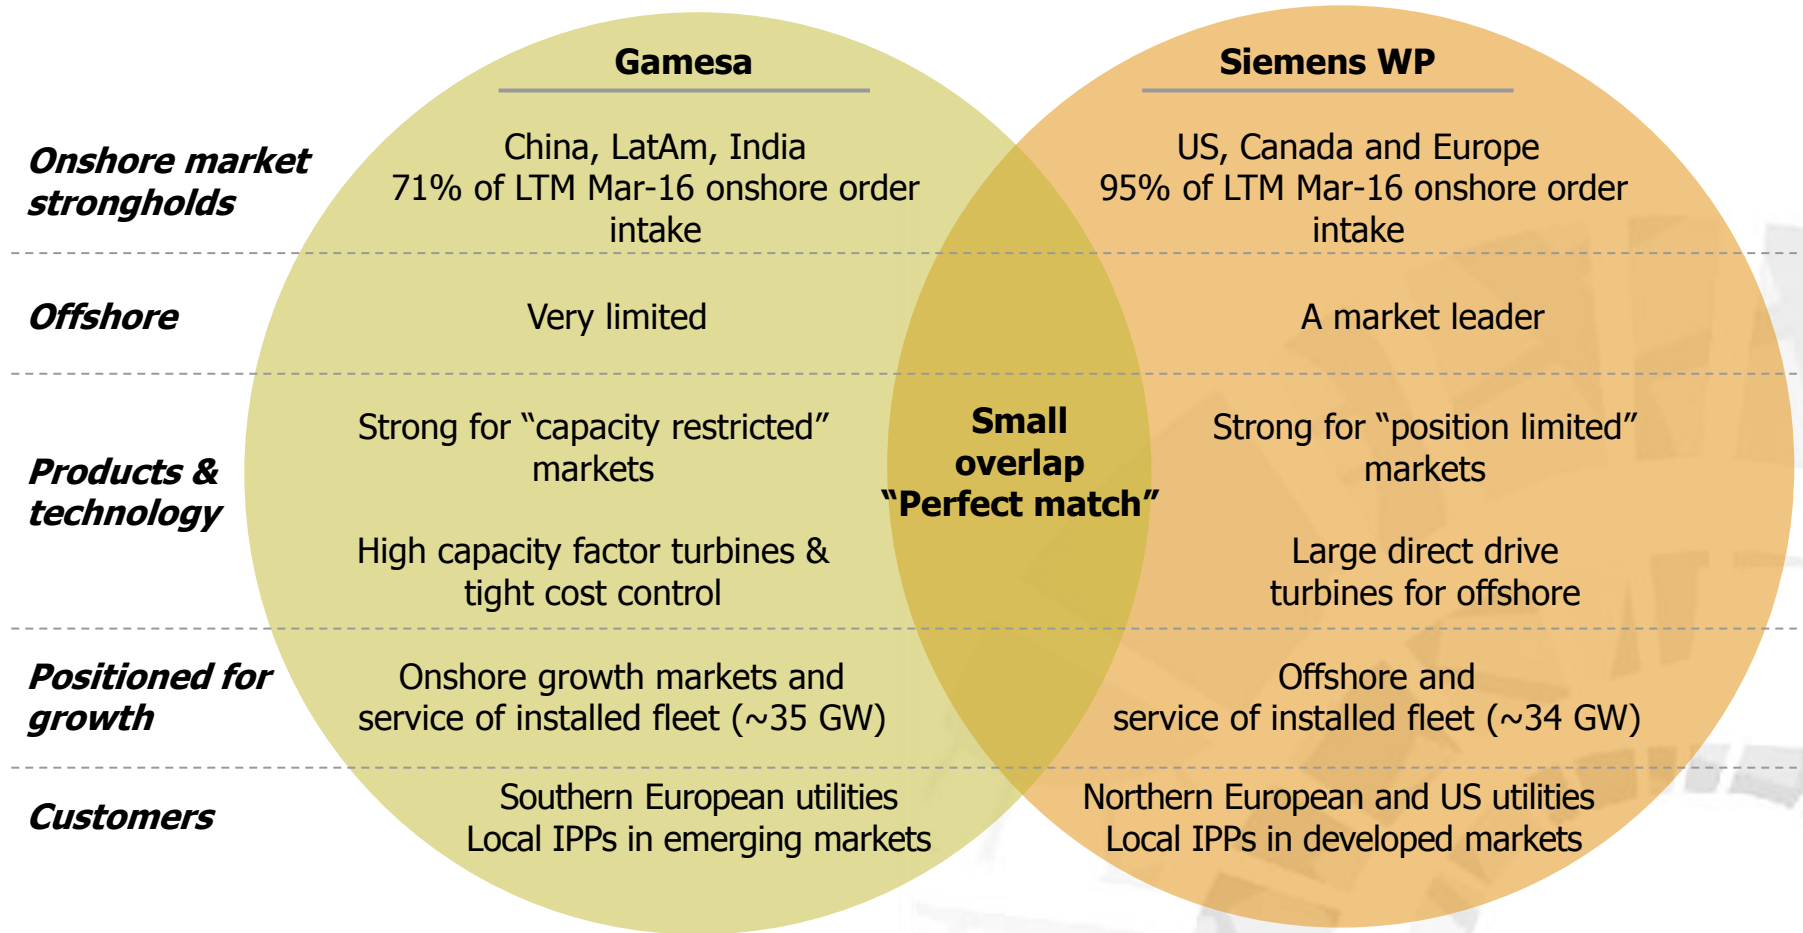 Gamesa
Siemens WP
Onshore market
strongholds
China, LatAm, India
71% of LTM Mar-16 onshore order
intake
US, Canada and Europe
95% of LTM Mar-16 onshore order
intake
Offshore
Very limited
A market leader
Products &
technology
Strong for “capacity restricted”
markets
High capacity factor turbines &
tight cost control
Small
overlap
“Perfect match”
Strong for “position limited”
markets
Large direct drive
turbines for offshore
Positioned for
growth
Onshore growth markets and
service of installed fleet (~35 GW)
Offshore and
service of installed fleet (~34 GW)
Customers
Southern European utilities
Local IPPs in emerging markets
Northern European and US utilities
Local IPPs in developed markets